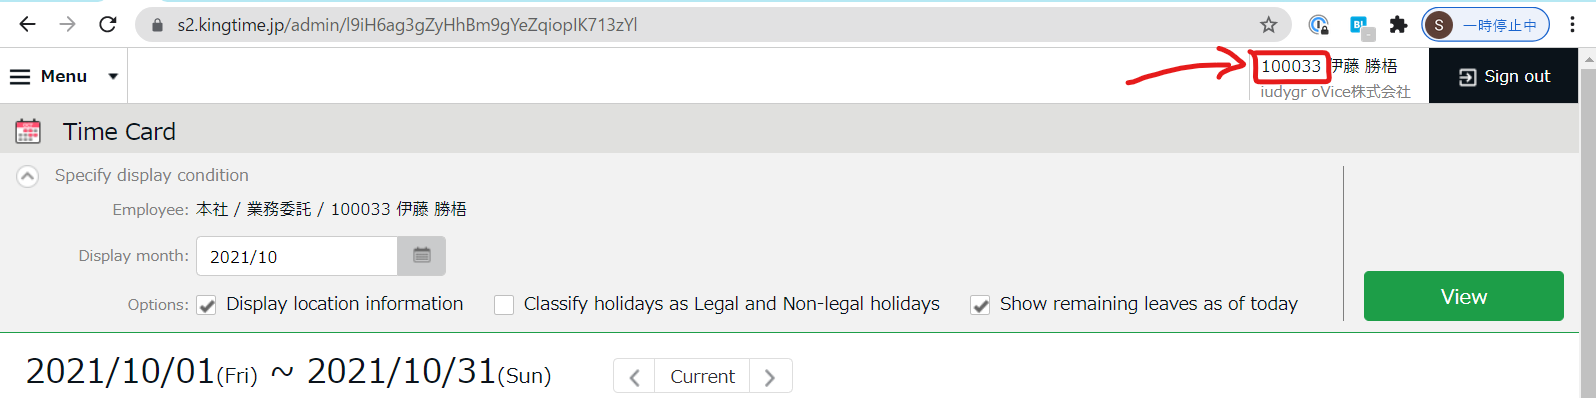 s2.kingtime.jp/admin/l9iH6ag3gZyHhBm9gYeZqiopIK713zYl
B!
S 一時停止中
Menu
100033 伊藤 勝梧
iudygr oVice株式会社
Sign out
Time Card
Specify display condition
Employee: 本社 / 業務委託 / 100033 伊藤 勝梧
Display month: 2021/10
Options: Display location information Classify holidays as Legal and Non-legal holidays Show remaining leaves as of today
View
2021/10/01(Fri) ~ 2021/10/31(Sun)
Current